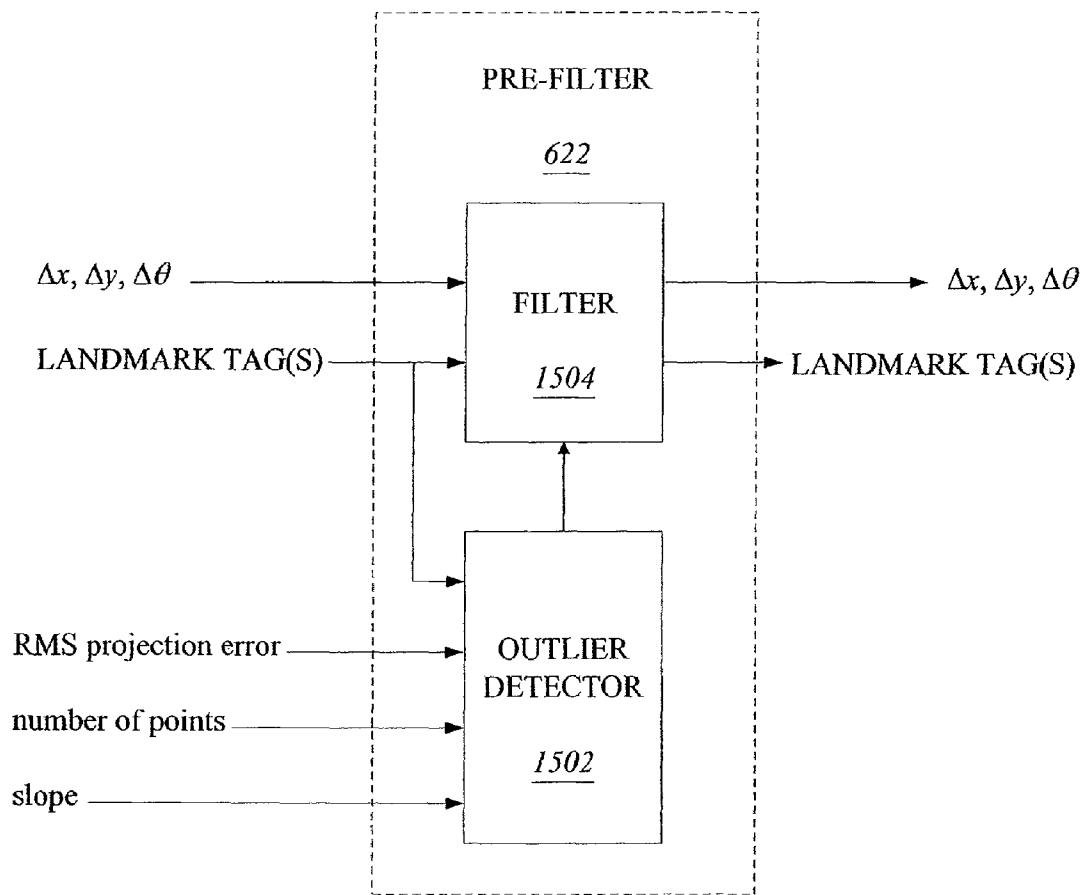 PRE-FILTER
622
Δx, Δy, Δθ
Δx, Δy, Δθ
FILTER
LANDMARK TAG(S)
LANDMARK TAG(S)
1504
RMS projection error
OUTLIER
DETECTOR
number of points
1502
slope